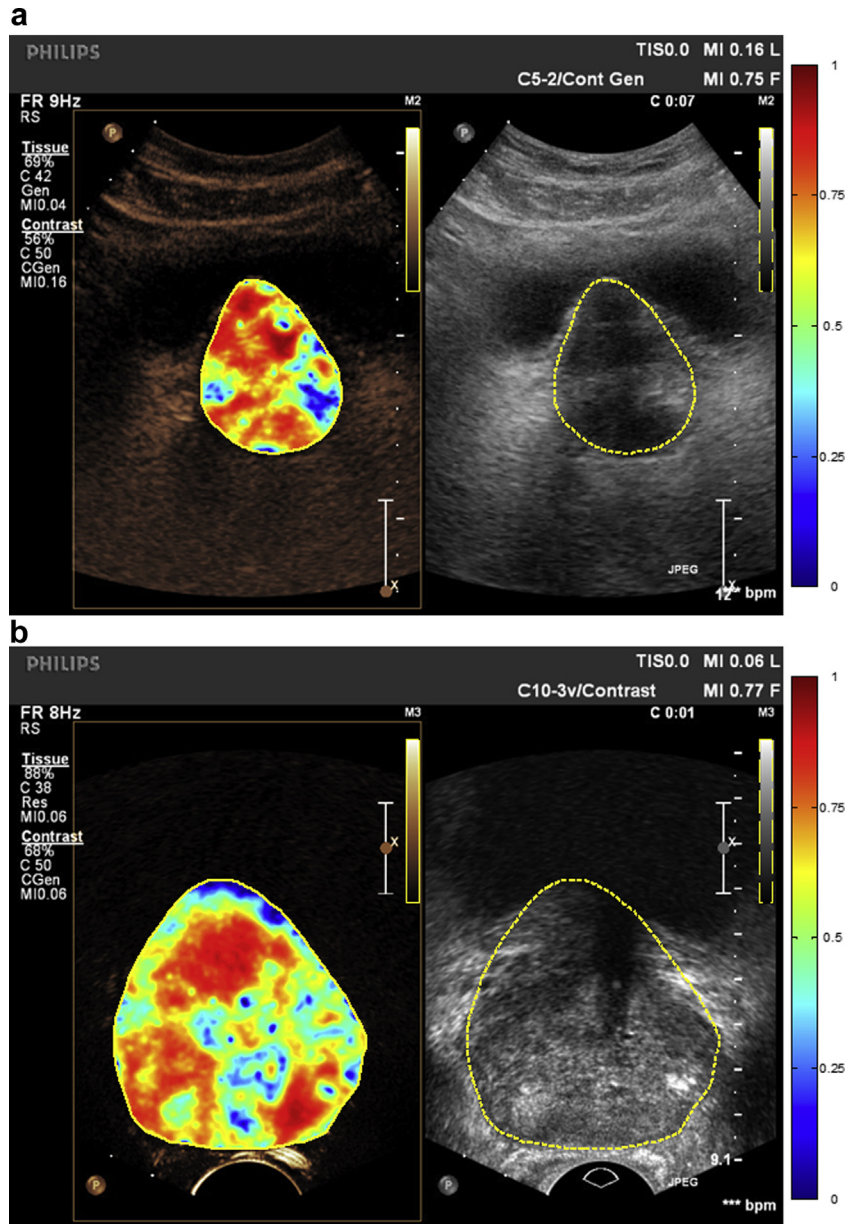 a
PHILIPS
TIS0.0 MI 0.16 L
C5-2/Cont Gen MI 0.75 F
FR 9Hz
RS
M2
C 0:07
M2
P
P
Tissue
69%
C 42
Gen
MI0.04
Contrast
56%
C 50
CGen
MI0.16
X
X
JPEG
bpm
1
0.75
0.5
0.25
0
b
PHILIPS
TIS0.0 MI 0.06 L
C10-3v/Contrast MI 0.77 F
FR 8Hz
RS
M3
C 0:01
M3
Tissue
88%
C 38
Res
MI0.06
Contrast
68%
C 50
CGen
MI0.06
X
X
P
P
9.1
JPEG
*** bpm
1
0.75
0.5
0.25
0